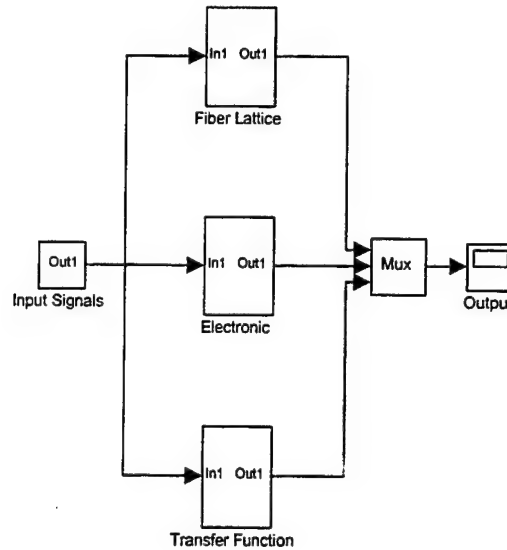 In1 Out1
Fiber Lattice
Out1
Input Signals
In1 Out1
Electronic
Mux
Output
In1 Out1
Transfer Function